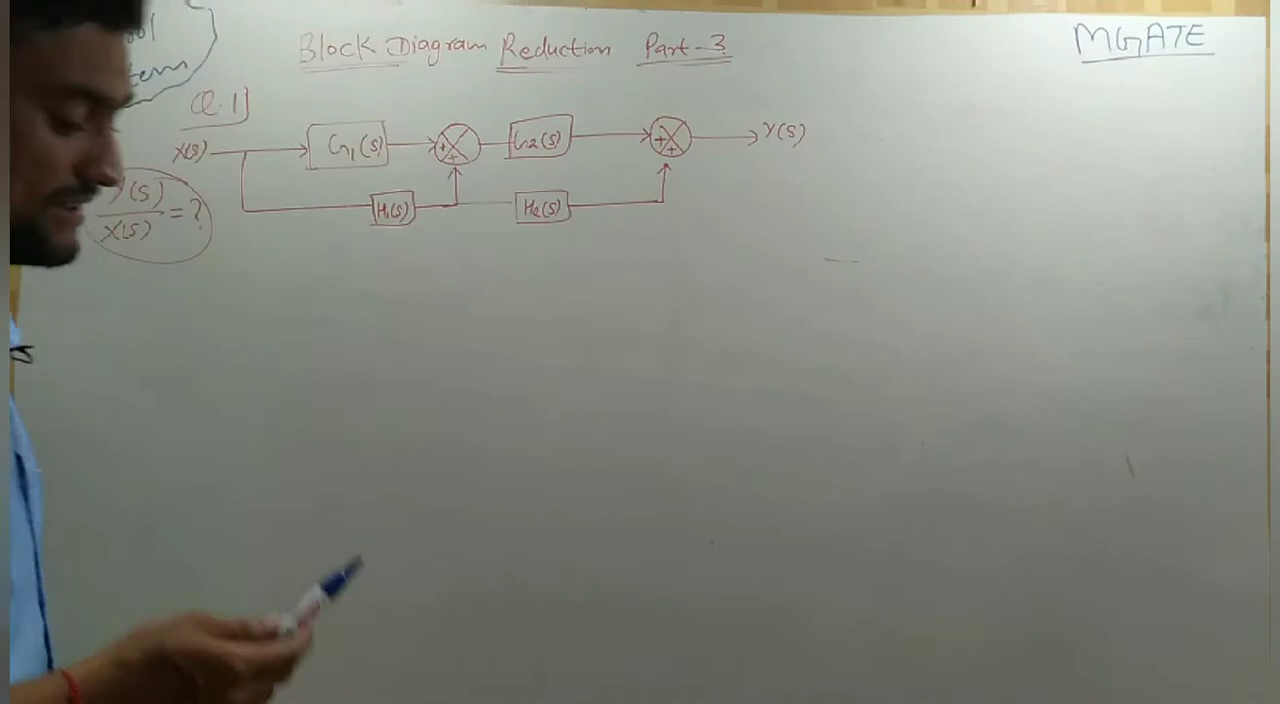 Block Diagram Reduction Part-3
MGATE
Q.1)
X(s) G1(s) + + G2(s) + + Y(s)
H1(s) H2(s)
Y(s)
X(s) = ?